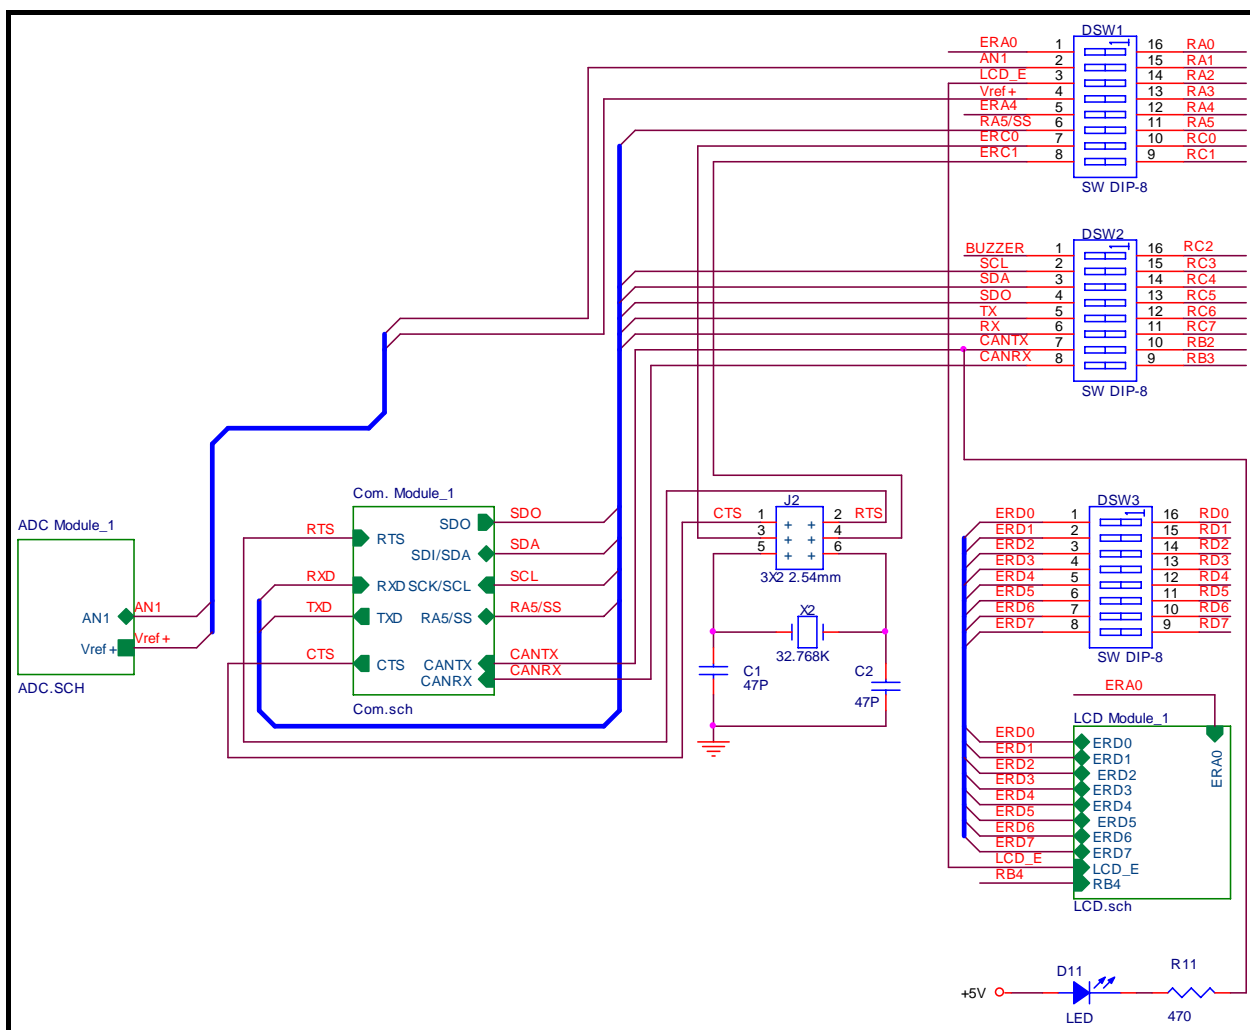 DSW1
ERA0 1 16 RA0
AN1 2 15 RA1
LCD_E 3 14 RA2
Vref+ 4 13 RA3
ERA4 5 12 RA4
RA5/SS 6 11 RA5
ERC0 7 10 RC0
ERC1 8 9 RC1
SW DIP-8
DSW2
BUZZER 1 16 RC2
SCL 2 15 RC3
SDA 3 14 RC4
SDO 4 13 RC5
TX 5 12 RC6
RX 6 11 RC7
CANTX 7 10 RB2
CANRX 8 9 RB3
SW DIP-8
ADC Module_1
AN1 AN1
Vref+ Vref+
ADC.SCH
Com. Module_1
SDO SDO
RTS RTS
SDI/SDA SDA
RXD RXD SCK/SCL SCL
TXD TXD RA5/SS RA5/SS
CTS CTS CANTX CANTX
CANRX CANRX
Com.sch
J2
CTS 1 2 RTS
3 4
5 6
3X2 2.54mm
X2
32.768K
C1
47P
C2
47P
DSW3
ERD0 1 16 RD0
ERD1 2 15 RD1
ERD2 3 14 RD2
ERD3 4 13 RD3
ERD4 5 12 RD4
ERD5 6 11 RD5
ERD6 7 10 RD6
ERD7 8 9 RD7
SW DIP-8
ERA0
LCD Module_1
ERA0
ERD0 ERD0
ERD1 ERD1
ERD2 ERD2
ERD3 ERD3
ERD4 ERD4
ERD5 ERD5
ERD6 ERD6
ERD7 ERD7
LCD_E LCD_E
RB4 RB4
LCD.sch
D11
R11
+5V
LED
470